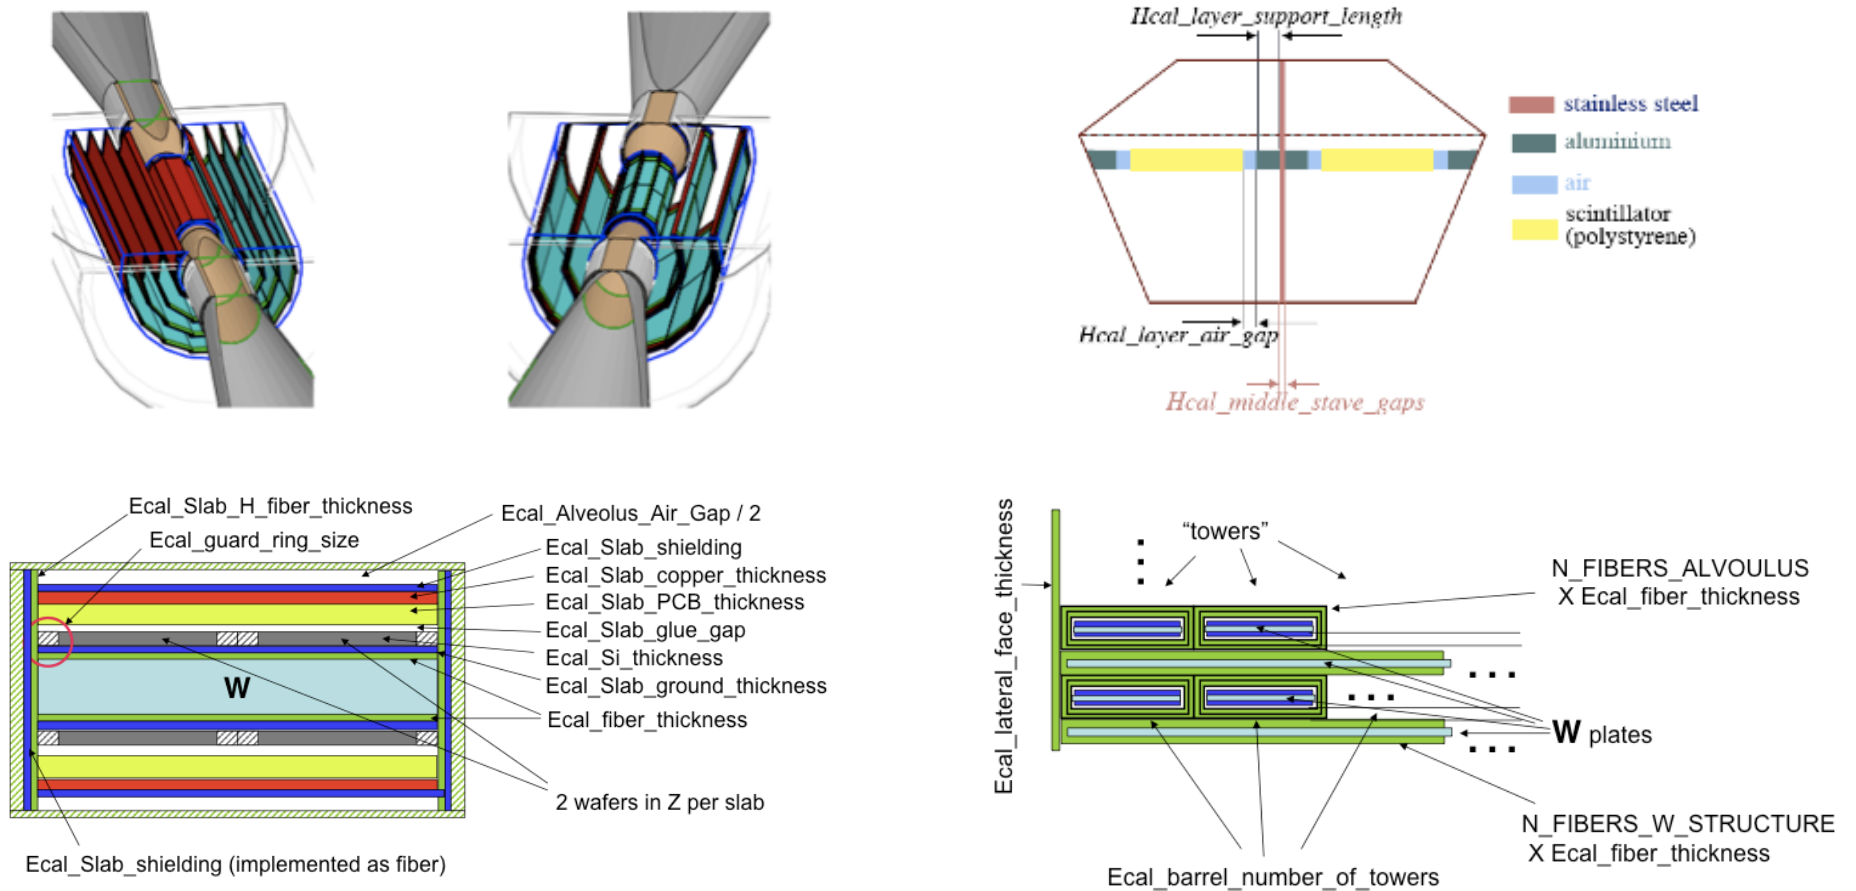 Hcal_layer_support_length
stainless steel
aluminium
air
scintillator
(polystyrene)
Hcal_layer_air_gap
Hcal_middle_stave_gaps
Ecal_Slab_H_fiber_thickness
Ecal_guard_ring_size
Ecal_Alveolus_Air_Gap / 2
Ecal_Slab_shielding
Ecal_Slab_copper_thickness
Ecal_Slab_PCB_thickness
Ecal_Slab_glue_gap
Ecal_Si_thickness
Ecal_Slab_ground_thickness
Ecal_fiber_thickness
W
2 wafers in Z per slab
Ecal_Slab_shielding (implemented as fiber)
Ecal_lateral_face_thickness
“towers”
N_FIBERS_ALVOULUS
X Ecal_fiber_thickness
W plates
N_FIBERS_W_STRUCTURE
X Ecal_fiber_thickness
Ecal_barrel_number_of_towers